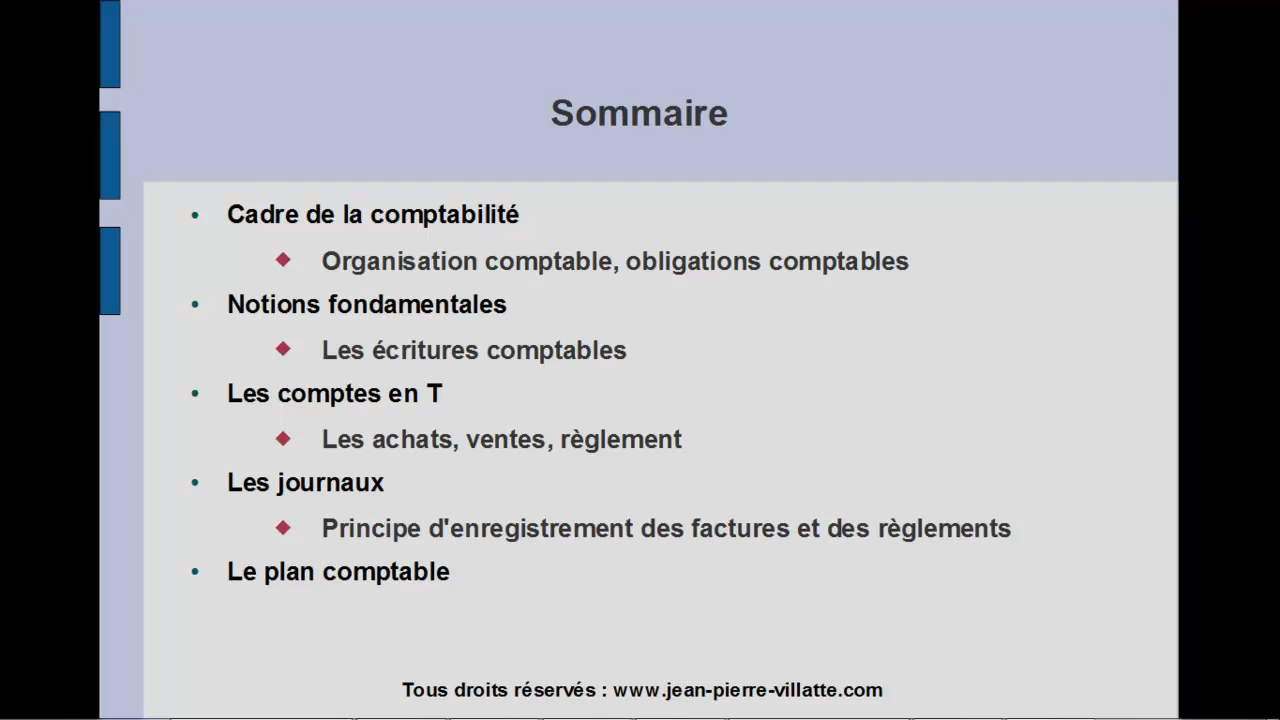 Sommaire
• Cadre de la comptabilité
◆ Organisation comptable, obligations comptables
• Notions fondamentales
◆ Les écritures comptables
• Les comptes en T
◆ Les achats, ventes, règlement
• Les journaux
◆ Principe d'enregistrement des factures et des règlements
• Le plan comptable
Tous droits réservés : www.jean-pierre-villatte.com